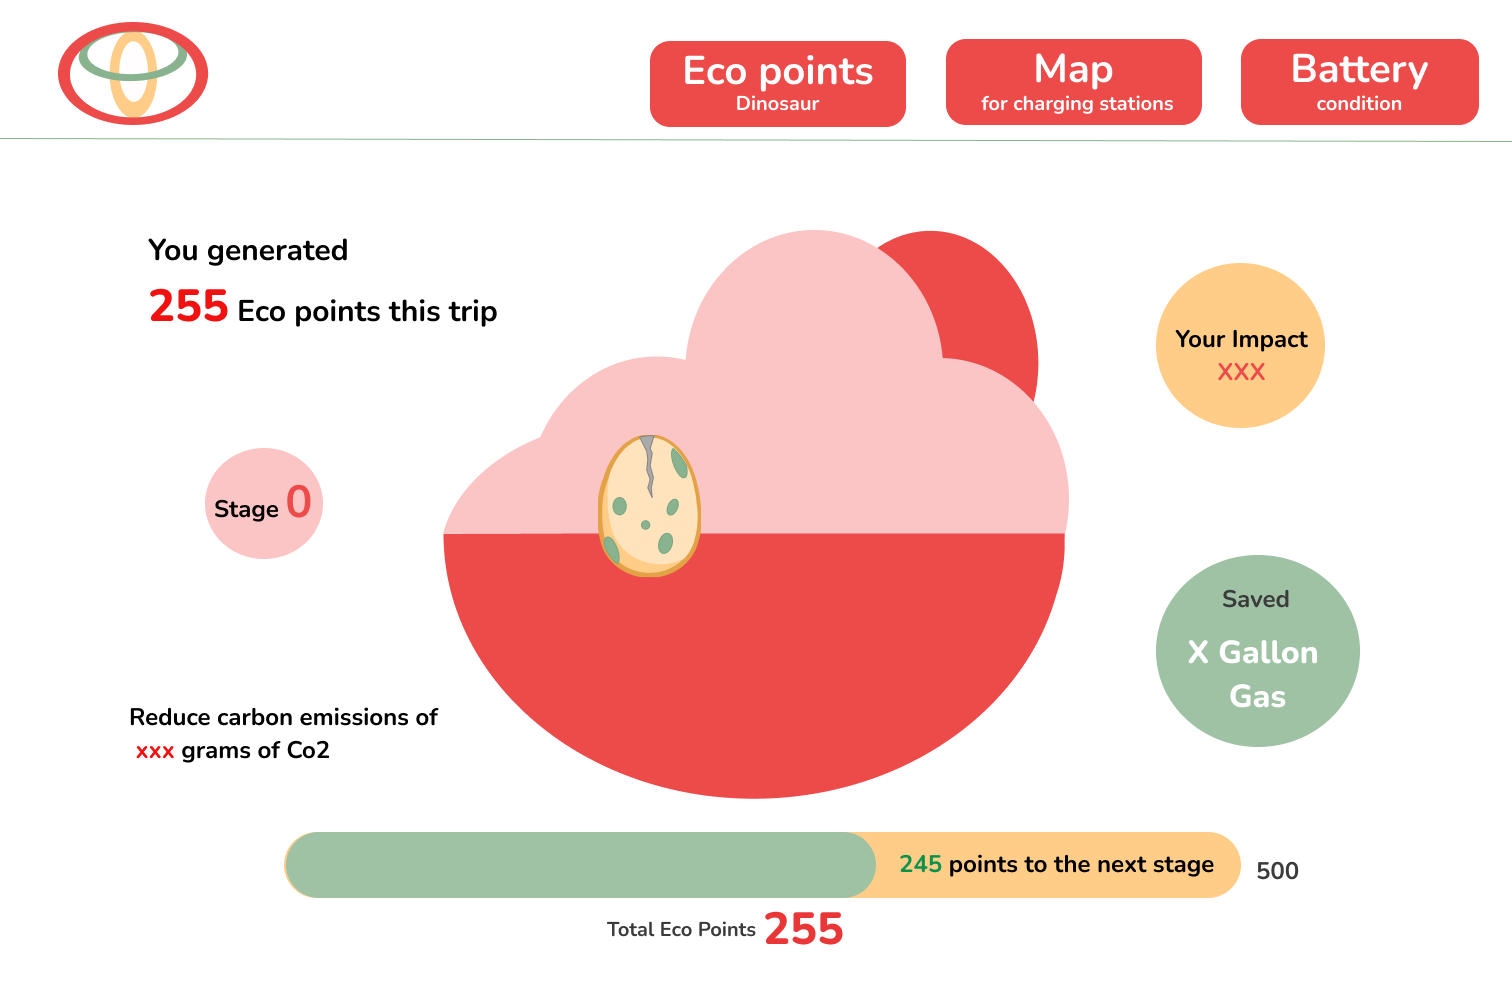 Eco points
Dinosaur
Map
for charging stations
Battery
condition
You generated
255 Eco points this trip
Your Impact
xxx
Stage 0
Saved
X Gallon
Gas
Reduce carbon emissions of
xxx grams of Co2
245 points to the next stage
500
Total Eco Points 255